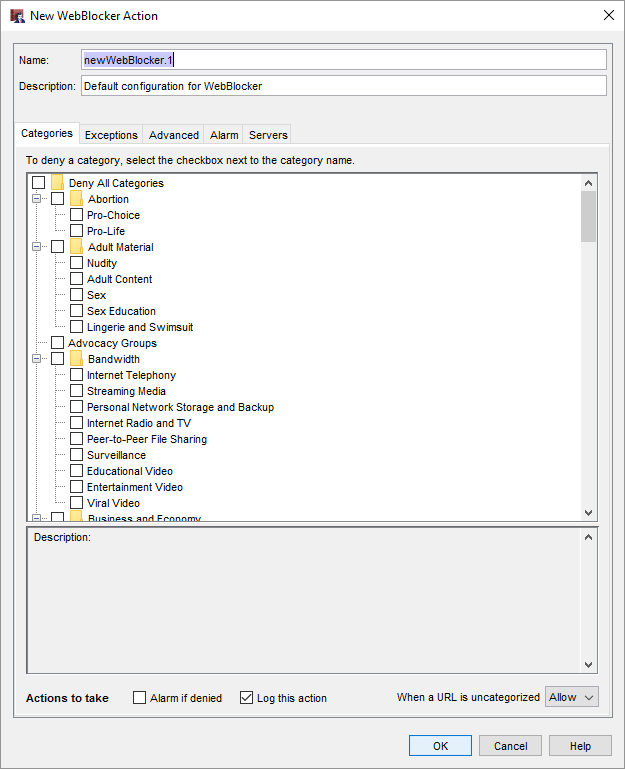 New WebBlocker Action
Name: newWebBlocker.1
Description: Default configuration for WebBlocker
Categories Exceptions Advanced Alarm Servers
To deny a category, select the checkbox next to the category name.
Deny All Categories
Abortion
Pro-Choice
Pro-Life
Adult Material
Nudity
Adult Content
Sex
Sex Education
Lingerie and Swimsuit
Advocacy Groups
Bandwidth
Internet Telephony
Streaming Media
Personal Network Storage and Backup
Internet Radio and TV
Peer-to-Peer File Sharing
Surveillance
Educational Video
Entertainment Video
Viral Video
Business and Economy
Description:
Actions to take Alarm if denied Log this action When a URL is uncategorized Allow
OK Cancel Help